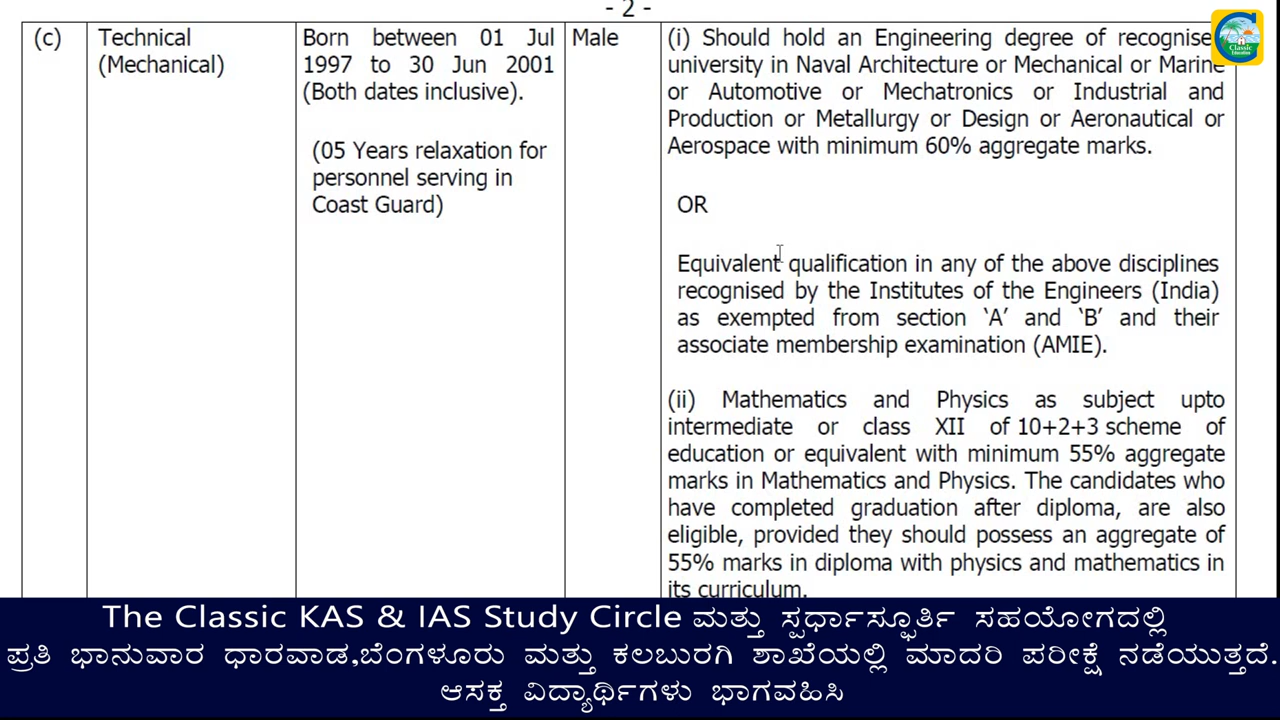 - 2 -
(c)
Technical
(Mechanical)
Born between 01 Jul
1997 to 30 Jun 2001
(Both dates inclusive).
(05 Years relaxation for
personnel serving in
Coast Guard)
Male
(i) Should hold an Engineering degree of recognise
university in Naval Architecture or Mechanical or Marine
or Automotive or Mechatronics or Industrial and
Production or Metallurgy or Design or Aeronautical or
Aerospace with minimum 60% aggregate marks.
OR
Equivalent qualification in any of the above disciplines
recognised by the Institutes of the Engineers (India)
as exempted from section ‘A’ and ‘B’ and their
associate membership examination (AMIE).
(ii) Mathematics and Physics as subject upto
intermediate or class XII of 10+2+3 scheme of
education or equivalent with minimum 55% aggregate
marks in Mathematics and Physics. The candidates who
have completed graduation after diploma, are also
eligible, provided they should possess an aggregate of
55% marks in diploma with physics and mathematics in
its curriculum.
Classic
Education
The Classic KAS & IAS Study Circle ಮತ್ತು ಸ್ಪರ್ಧಾಸ್ಫೂರ್ತಿ ಸಹಯೋಗದಲ್ಲಿ
ಪ್ರತಿ ಭಾನುವಾರ ಧಾರವಾಡ,ಬೆಂಗಳೂರು ಮತ್ತು ಕಲಬುರಗಿ ಶಾಖೆಯಲ್ಲಿ ಮಾದರಿ ಪರೀಕ್ಷೆ ನಡೆಯುತ್ತದೆ.
ಆಸಕ್ತ ವಿದ್ಯಾರ್ಥಿಗಳು ಭಾಗವಹಿಸಿ